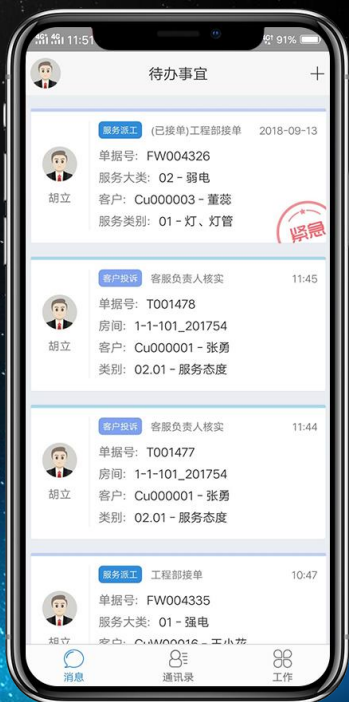 11:51
91%
待办事宜
服务派工 (已接单)工程部接单 2018-09-13
单据号: FW004326
服务大类: 02 - 弱电
客户: Cu000003 - 董蕊
服务类别: 01 - 灯、灯管
胡立
紧急
客户投诉 客服负责人核实 11:45
单据号: T001478
房间: 1-1-101_201754
客户: Cu000001 - 张勇
类别: 02.01 - 服务态度
胡立
客户投诉 客服负责人核实 11:44
单据号: T001477
房间: 1-1-101_201754
客户: Cu000001 - 张勇
类别: 02.01 - 服务态度
胡立
服务派工 工程部接单 10:47
单据号: FW004335
服务大类: 01 - 强电
胡立
客户: CuW00016 - 王小花
消息 通讯录 工作